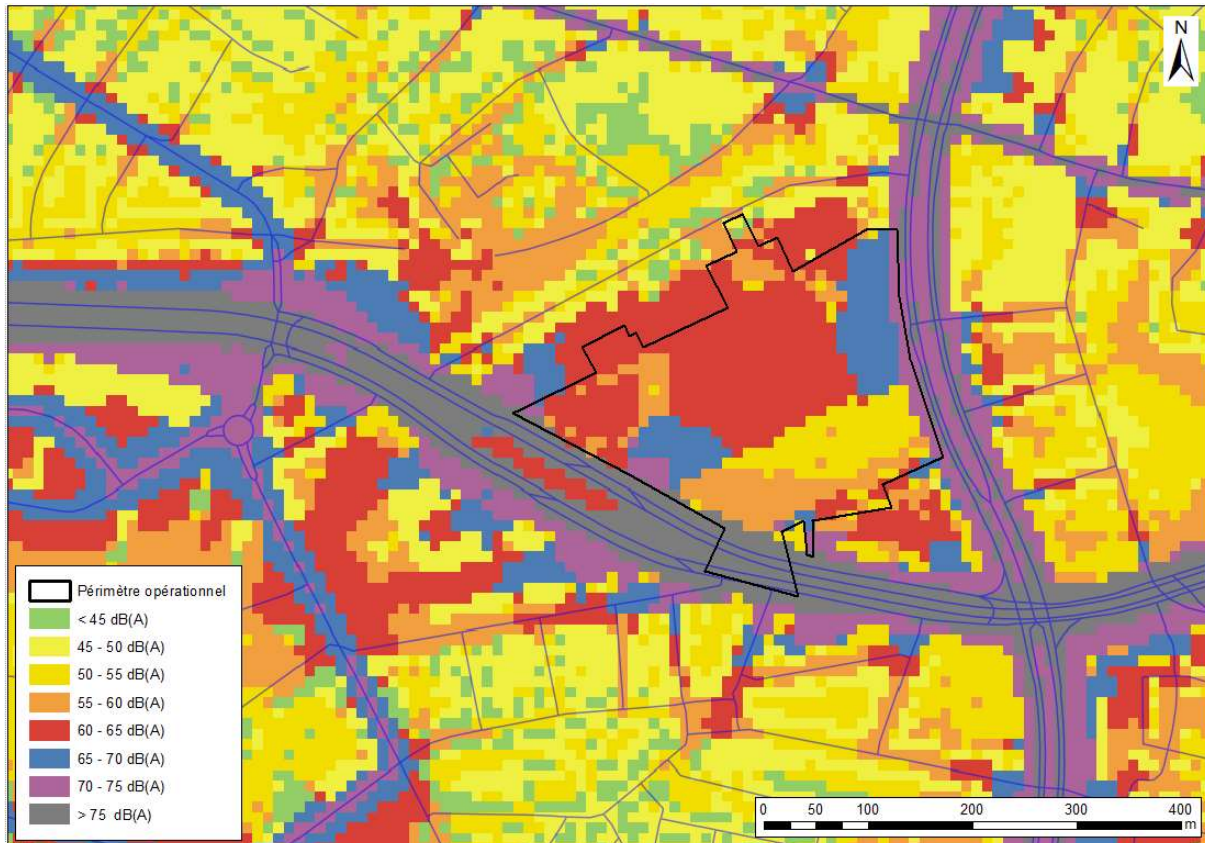 N
Périmètre opérationnel
< 45 dB(A)
45 - 50 dB(A)
50 - 55 dB(A)
55 - 60 dB(A)
60 - 65 dB(A)
65 - 70 dB(A)
70 - 75 dB(A)
> 75 dB(A)
0 50 100 200 300 400
m